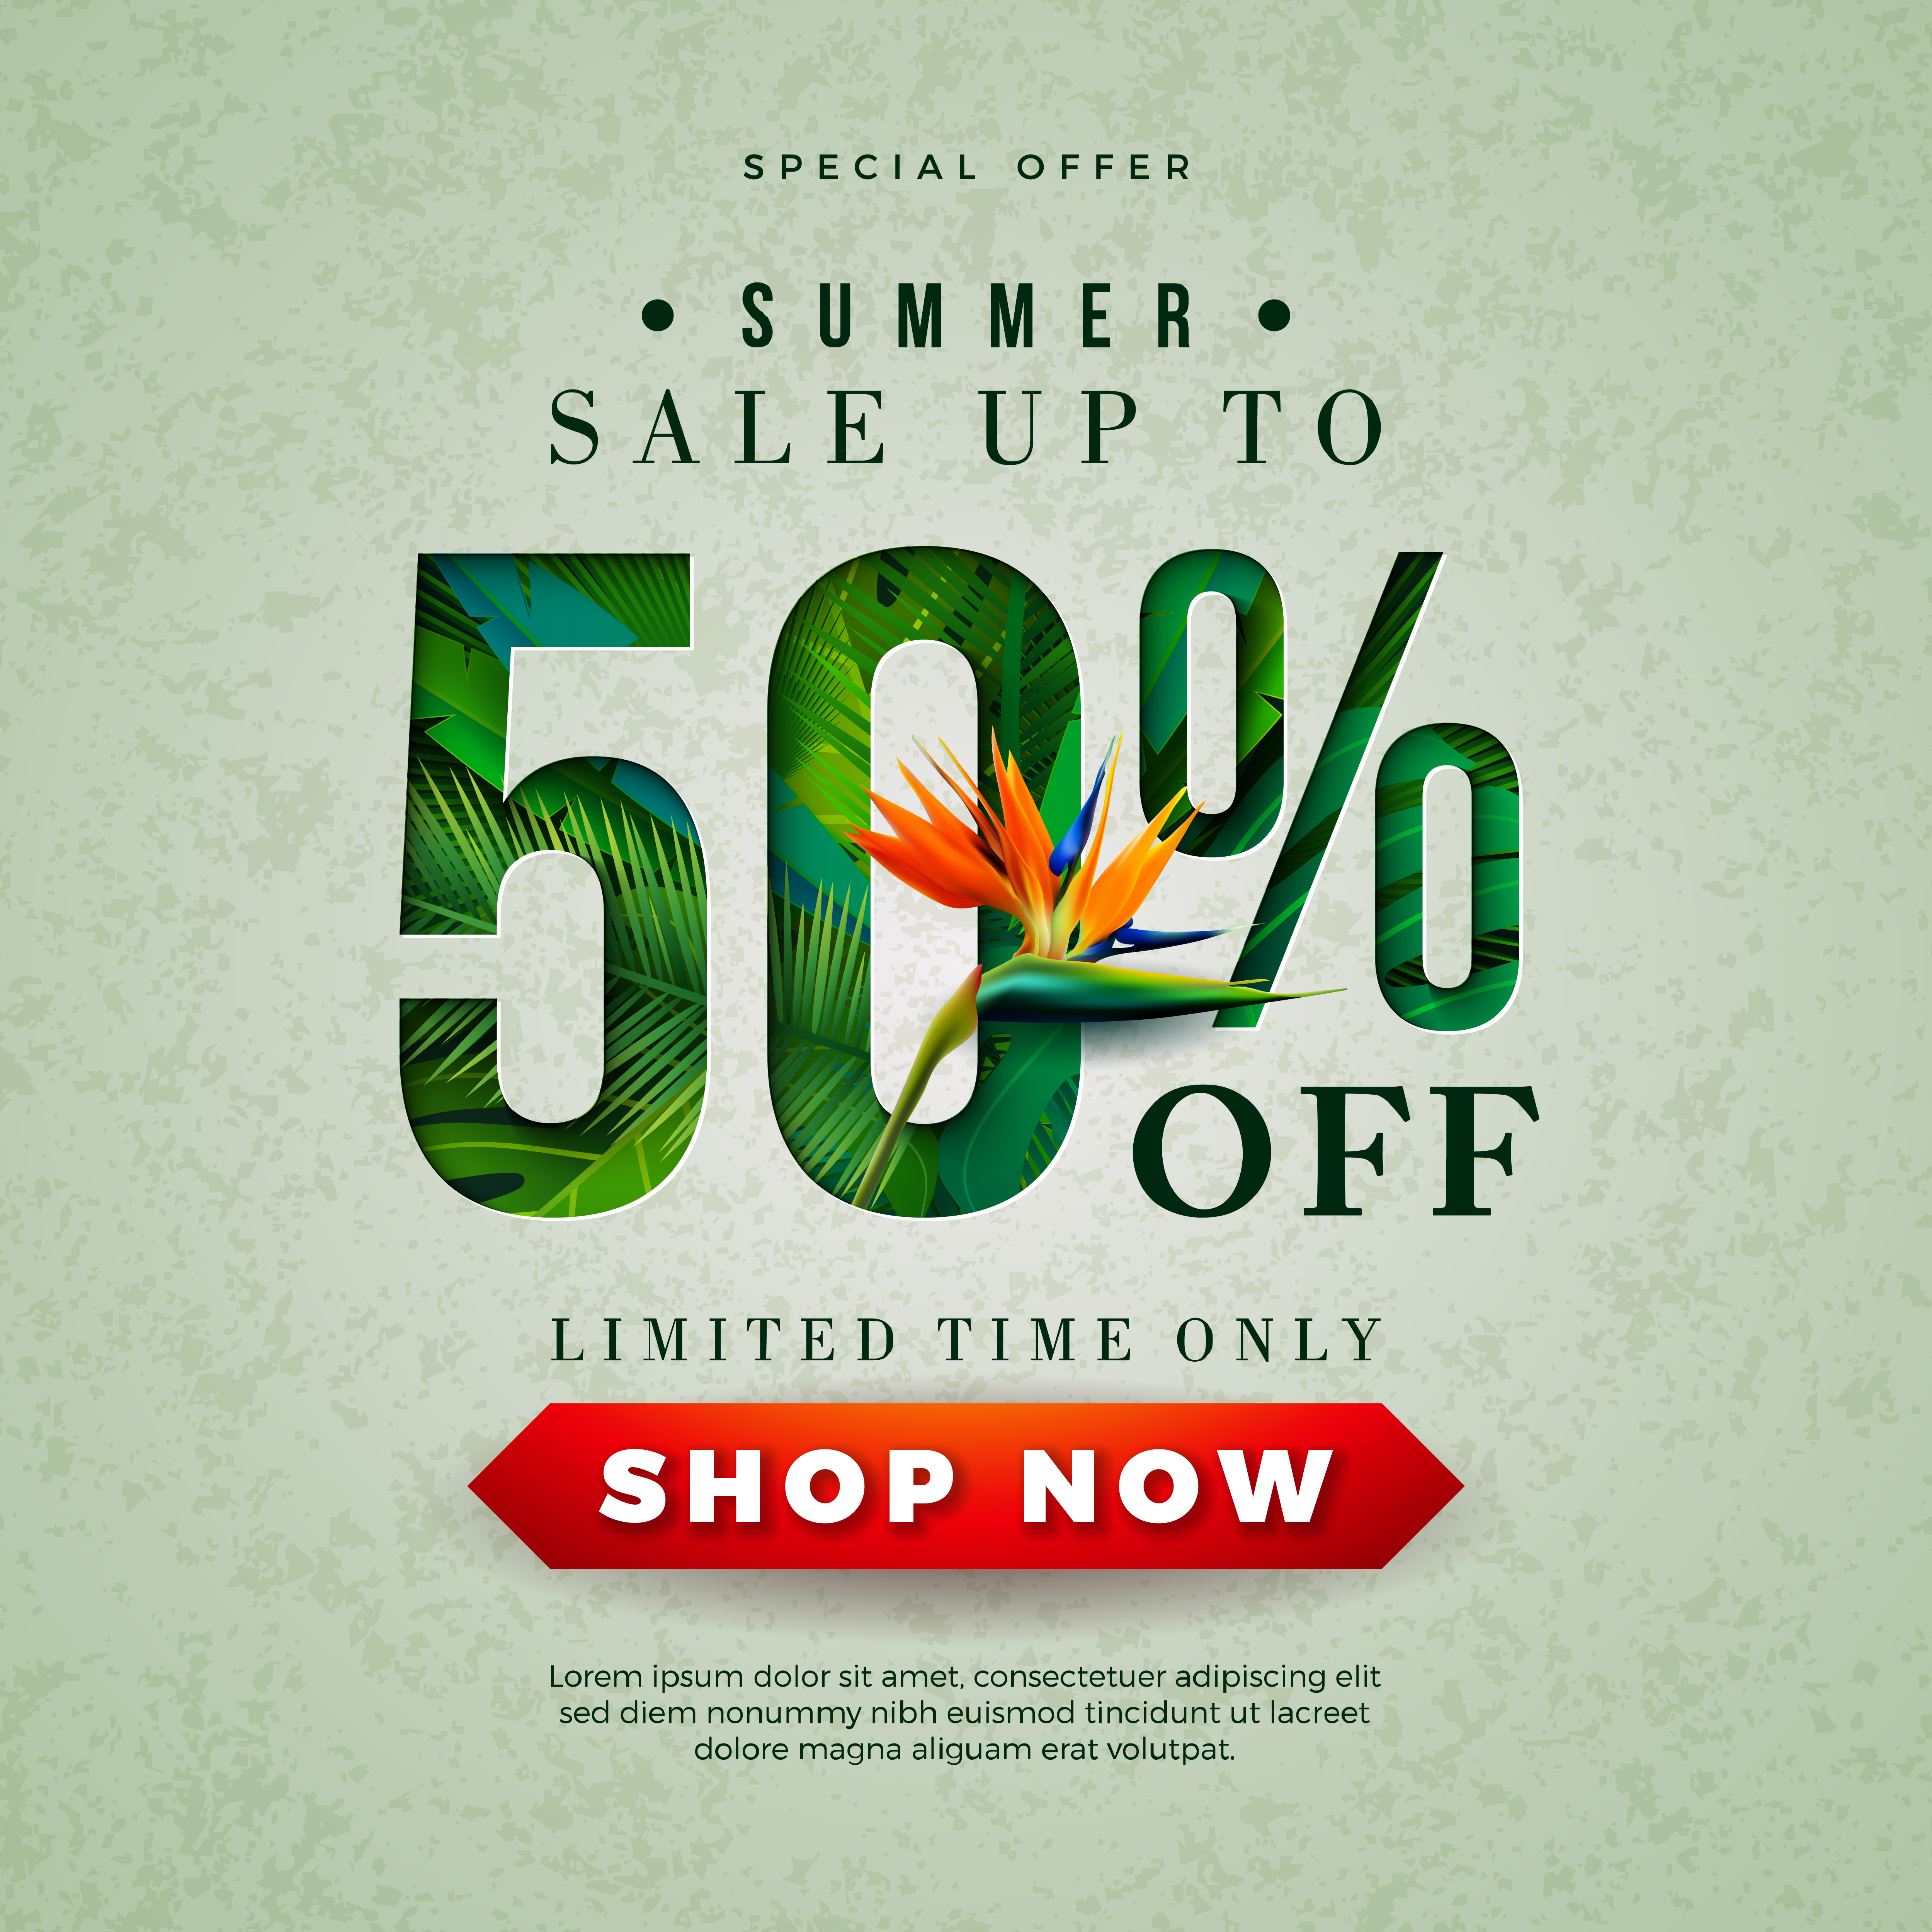 SPECIAL OFFER
• SUMMER •
SALE UP TO
50%
OFF
LIMITED TIME ONLY
SHOP NOW
Lorem ipsum dolor sit amet, consectetuer adipiscing elit
sed diem nonummy nibh euismod tincidunt ut lacreet
dolore magna aliguam erat volutpat.